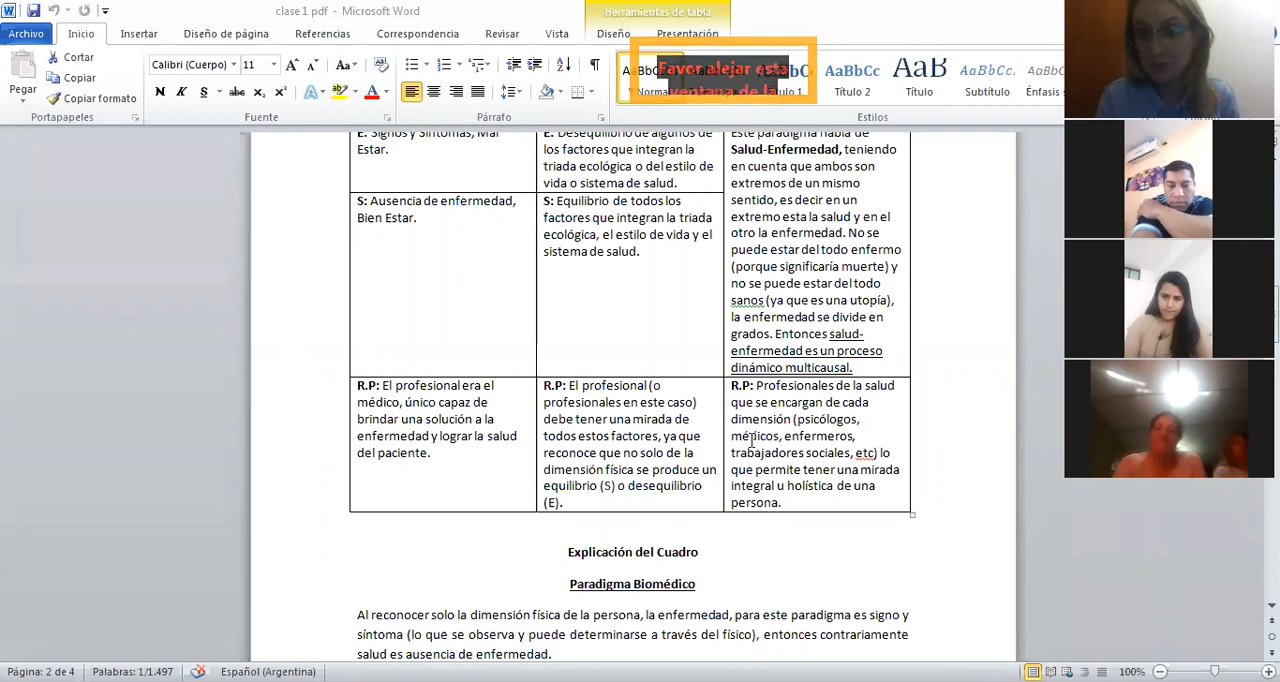 clase 1 pdf - Microsoft Word
Herramientas de tabla
Archivo
Inicio
Insertar
Diseño de página
Referencias
Correspondencia
Revisar
Vista
Diseño
Presentación
Cortar
Copiar
Copiar formato
Pegar
Portapapeles
Calibri (Cuerpo)
11
Fuente
Párrafo
Favor alejar esta
ventana de la
AaBbCc
Título 2
AaB
Título
AaBbCc
Subtítulo
Estilos
E: Signos y Síntomas, Mal
Estar.
S: Ausencia de enfermedad,
Bien Estar.
R.P: El profesional era el
médico, único capaz de
brindar una solución a la
enfermedad y lograr la salud
del paciente.
E: Desequilibrio de algunos de
los factores que integran la
triada ecológica o del estilo de
vida o sistema de salud.
S: Equilibrio de todos los
factores que integran la triada
ecológica, el estilo de vida y el
sistema de salud.
R.P: El profesional (o
profesionales en este caso)
debe tener una mirada de
todos estos factores, ya que
reconoce que no solo de la
dimensión física se produce un
equilibrio (S) o desequilibrio
(E).
Este paradigma habla de
Salud-Enfermedad, teniendo
en cuenta que ambos son
extremos de un mismo
sentido, es decir en un
extremo esta la salud y en el
otro la enfermedad. No se
puede estar del todo enfermo
(porque significaría muerte) y
no se puede estar del todo
sanos (ya que es una utopía),
la enfermedad se divide en
grados. Entonces salud-
enfermedad es un proceso
dinámico multicausal.
R.P: Profesionales de la salud
que se encargan de cada
dimensión (psicólogos,
médicos, enfermeros,
trabajadores sociales, etc) lo
que permite tener una mirada
integral u holística de una
persona.
Explicación del Cuadro
Paradigma Biomédico
Al reconocer solo la dimensión física de la persona, la enfermedad, para este paradigma es signo y
síntoma (lo que se observa y puede determinarse a través del físico), entonces contrariamente
salud es ausencia de enfermedad.
Página: 2 de 4
Palabras: 1/1.497
Español (Argentina)
100%